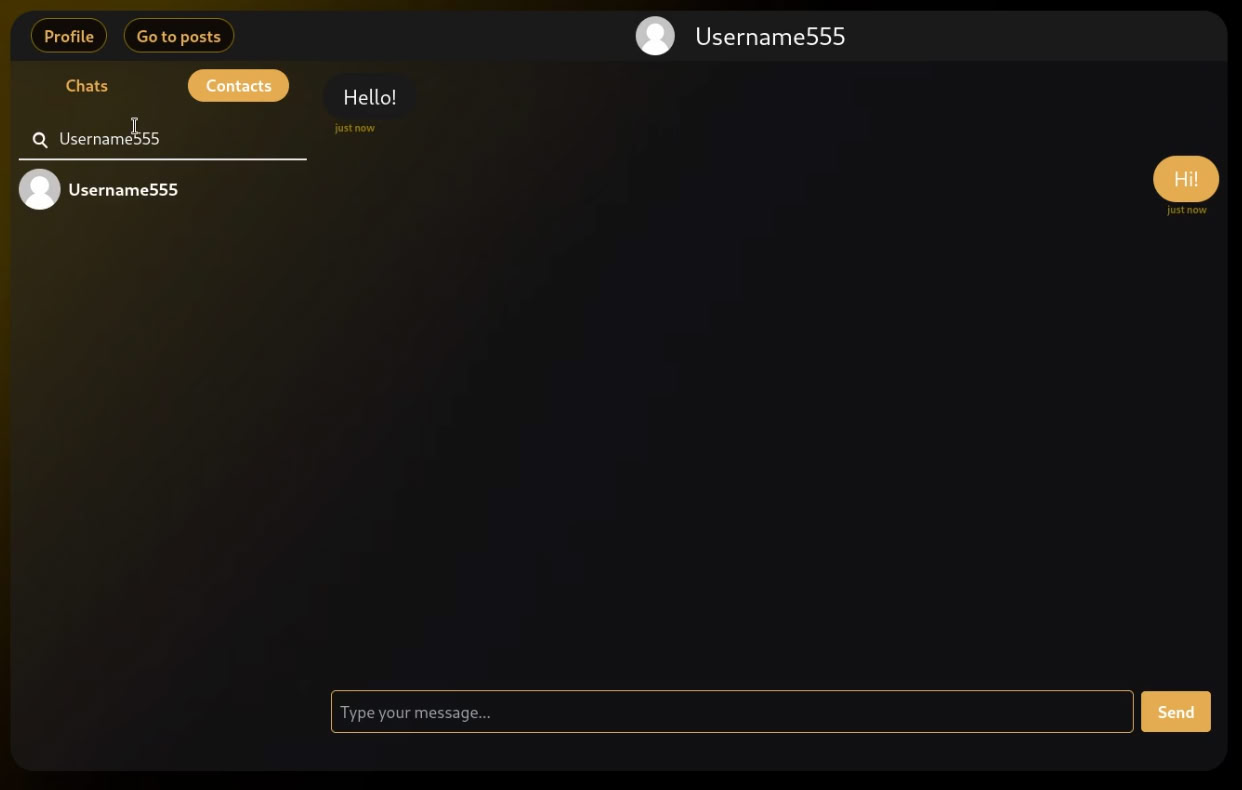 Profile
Go to posts
Username555
Chats
Contacts
Username555
Username555
Hello!
just now
Hi!
just now
Type your message...
Send